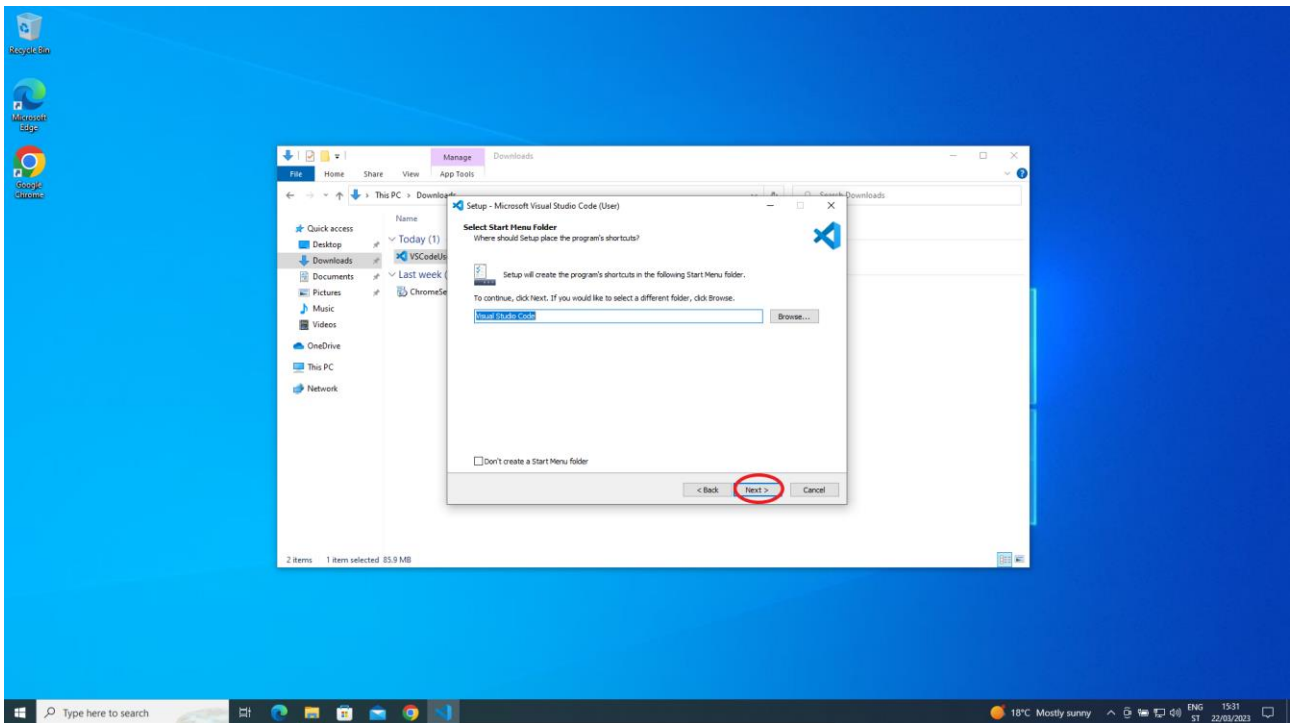 Recycle Bin
Microsoft
Edge
Google
Chrome
Manage
Downloads
File Home Share View App Tools
This PC > Downloads
Search Downloads
Quick access
Desktop
Downloads
Documents
Pictures
Music
Videos
OneDrive
This PC
Network
Name
Today (1)
VSCodeUs
Last week (
ChromeSe
Setup - Microsoft Visual Studio Code (User)
Select Start Menu Folder
Where should Setup place the program's shortcuts?
Setup will create the program's shortcuts in the following Start Menu folder.
To continue, click Next. If you would like to select a different folder, click Browse.
Visual Studio Code
Browse...
Don't create a Start Menu folder
< Back Next > Cancel
2 items 1 item selected 85.9 MB
Type here to search
18°C Mostly sunny
ENG
ST
15:31
22/03/2023